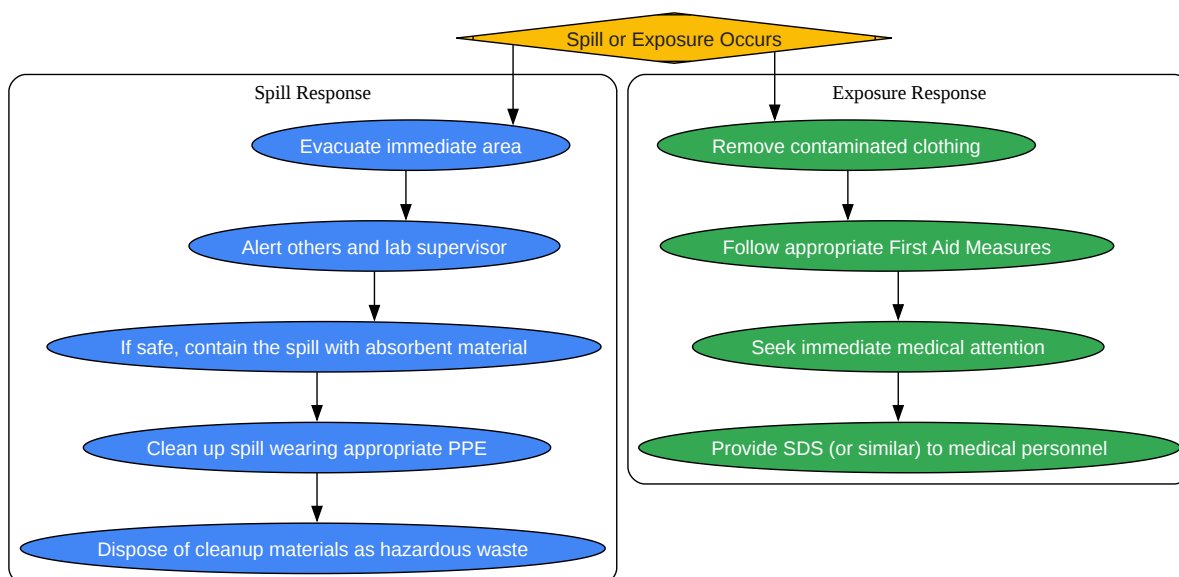 Spill or Exposure Occurs
Spill Response
Evacuate immediate area
Alert others and lab supervisor
If safe, contain the spill with absorbent material
Clean up spill wearing appropriate PPE
Dispose of cleanup materials as hazardous waste
Exposure Response
Remove contaminated clothing
Follow appropriate First Aid Measures
Seek immediate medical attention
Provide SDS (or similar) to medical personnel